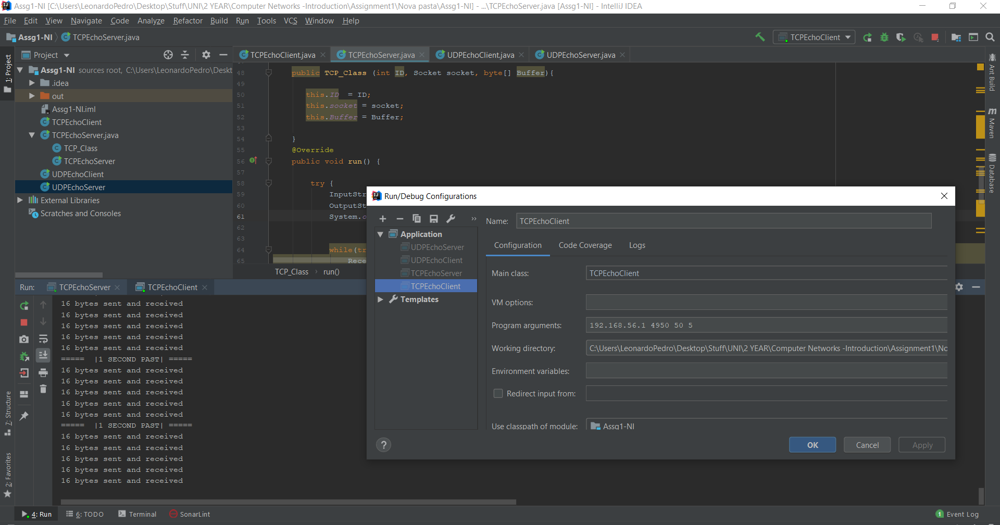 Assg1-NI [C:\Users\LeonardoPedro\Desktop\Stuff\UNI\2 YEAR\Computer Networks -Introduction\Assignment1\Nova pasta\Assg1-NI] - ...\TCPEchoServer.java [Assg1-NI] - IntelliJ IDEA
File Edit View Navigate Code Analyze Refactor Build Run Tools VCS Window Help
Assg1-NI TCPEchoServer.java
TCPEchoClient
Project
TCPEchoClient.java TCPEchoServer.java UDPEchoClient.java UDPEchoServer.java
1: Project
Assg1-NI sources root, C:\Users\LeonardoPedro\Deskt
.idea
out
Assg1-NI.iml
TCPEchoClient
TCPEchoServer.java
TCP_Class
TCPEchoServer
UDPEchoClient
UDPEchoServer
External Libraries
Scratches and Consoles
48 public TCP_Class (int ID, Socket socket, byte[] Buffer){
49
50 this.ID = ID;
51 this.socket = socket;
52 this.Buffer = Buffer;
53
54 }
55 @Override
56 public void run() {
57
58 try {
59 InputStr
60 OutputSt
61 System.c
62
63
64 while(tr
65 Rece
TCP_Class › run()
Ant Build
Maven
Database
Run: TCPEchoServer TCPEchoClient
16 bytes sent and received
16 bytes sent and received
16 bytes sent and received
16 bytes sent and received
16 bytes sent and received
===== |1 SECOND PAST| =====
16 bytes sent and received
16 bytes sent and received
16 bytes sent and received
16 bytes sent and received
16 bytes sent and received
===== |1 SECOND PAST| =====
16 bytes sent and received
16 bytes sent and received
16 bytes sent and received
16 bytes sent and received
16 bytes sent and received
7: Structure
2: Favorites
Run/Debug Configurations
Application
UDPEchoServer
UDPEchoClient
TCPEchoServer
TCPEchoClient
Templates
Name: TCPEchoClient
Configuration Code Coverage Logs
Main class: TCPEchoClient
VM options:
Program arguments: 192.168.56.1 4950 50 5
Working directory: C:\Users\LeonardoPedro\Desktop\Stuff\UNI\2 YEAR\Computer Networks -Introduction\Assignment1\No
Environment variables:
Redirect input from:
Use classpath of module: Assg1-NI
? OK Cancel Apply
4: Run 6: TODO Terminal SonarLint 1 Event Log